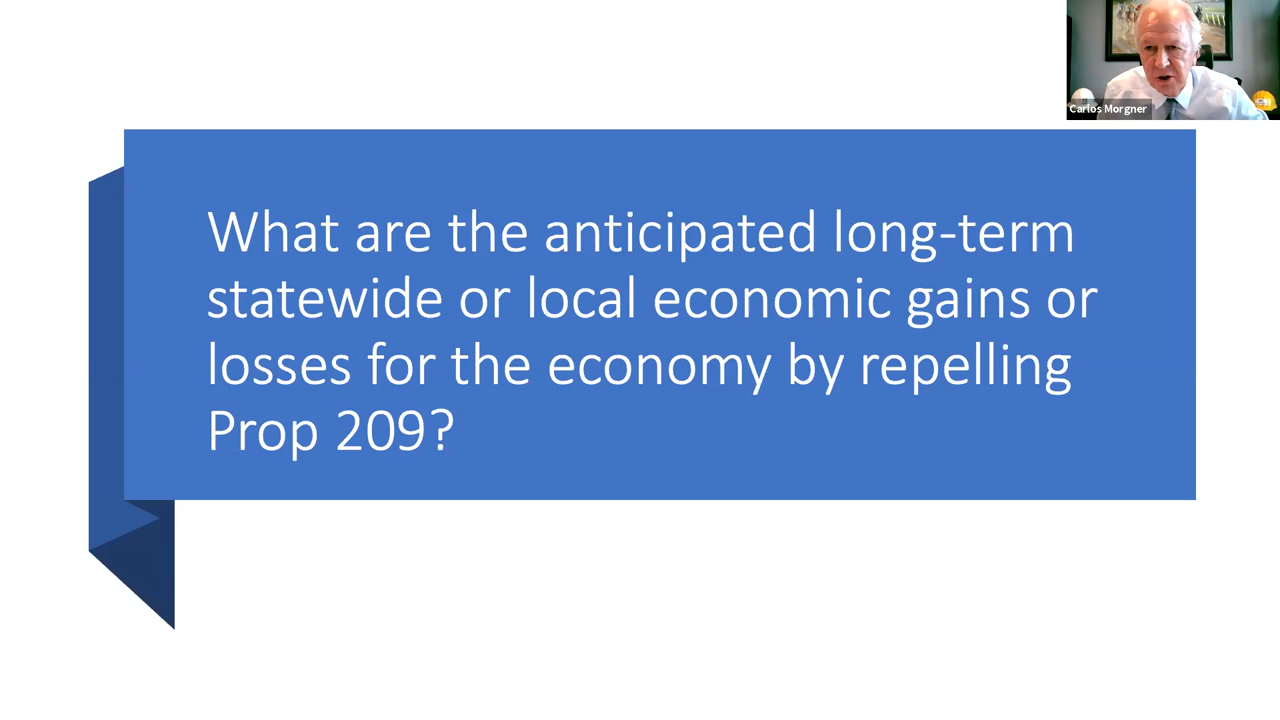 Carlos Morgner
What are the anticipated long-term
statewide or local economic gains or
losses for the economy by repelling
Prop 209?